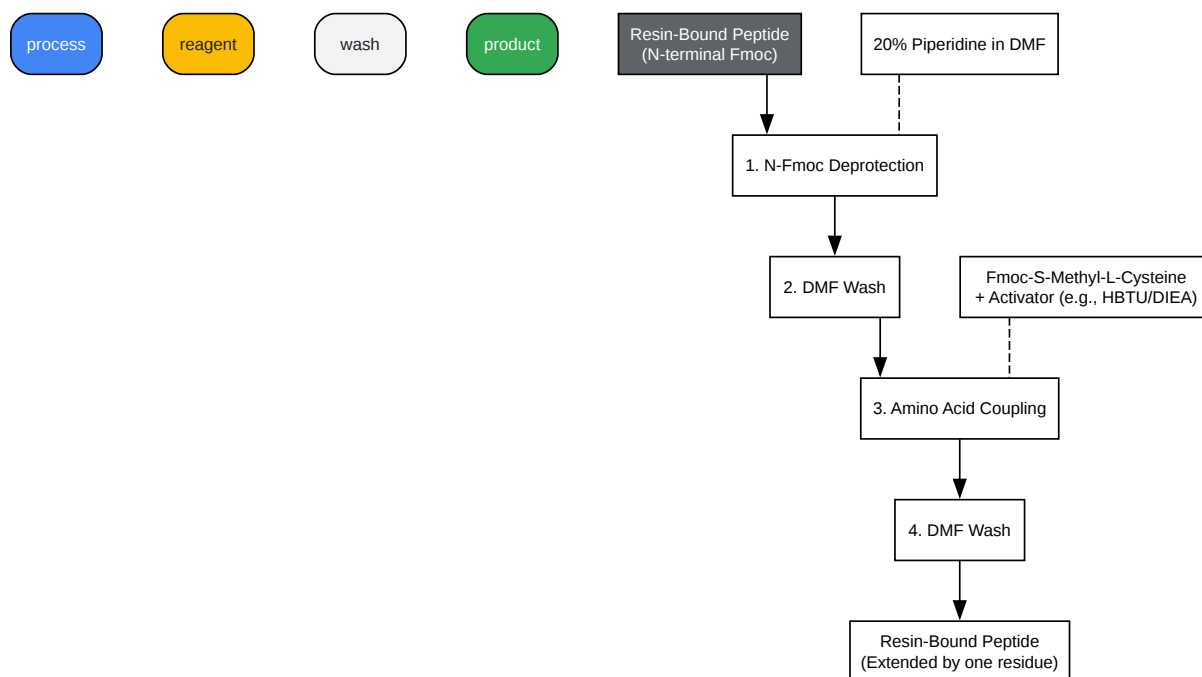 process
reagent
wash
product
Resin-Bound Peptide
(N-terminal Fmoc)
20% Piperidine in DMF
1. N-Fmoc Deprotection
2. DMF Wash
Fmoc-S-Methyl-L-Cysteine
+ Activator (e.g., HBTU/DIEA)
3. Amino Acid Coupling
4. DMF Wash
Resin-Bound Peptide
(Extended by one residue)